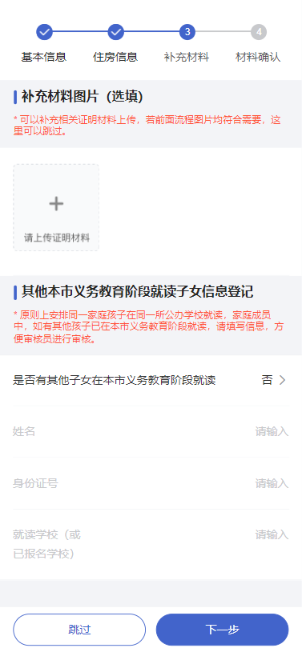 3
4
基本信息
住房信息
补充材料
材料确认
补充材料图片（选填）
* 可以补充相关证明材料上传，若前面流程图片均符合需要，这
里可以跳过。
请上传证明材料
其他本市义务教育阶段就读子女信息登记
* 原则上安排同一家庭孩子在同一所公办学校就读，家庭成员
中，如有其他孩子已在本市义务教育阶段就读，请填写信息，方
便审核员进行审核。
是否有其他子女在本市义务教育阶段就读 否
姓名 请输入
身份证号 请输入
就读学校（或 请输入
已报名学校）
跳过
下一步